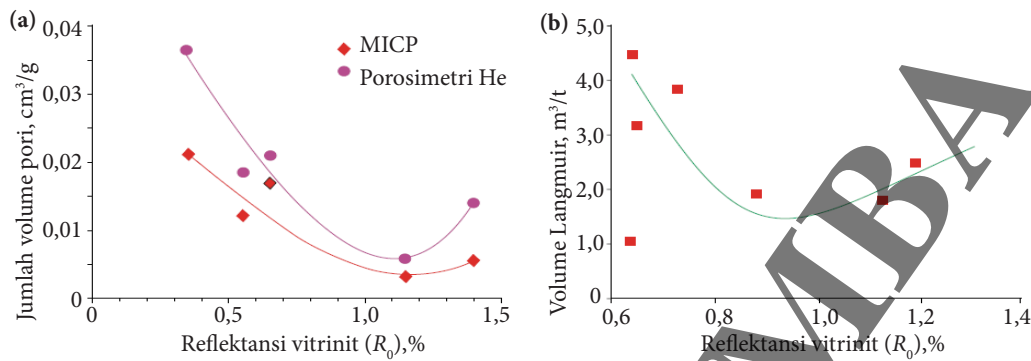 (a)
Jumlah volume pori, cm³/g
0,04
0,03
0,02
0,01
0
0
0,5
1,0
1,5
MICP
Porosimetri He
Reflektansi vitrinit (R₀),%
(b)
Volume Langmuir, m³/t
5,0
4,0
3,0
2,0
1,0
0
0,6
0,8
1,0
1,2
1,4
Reflektansi vitrinit (R₀),%
MBA